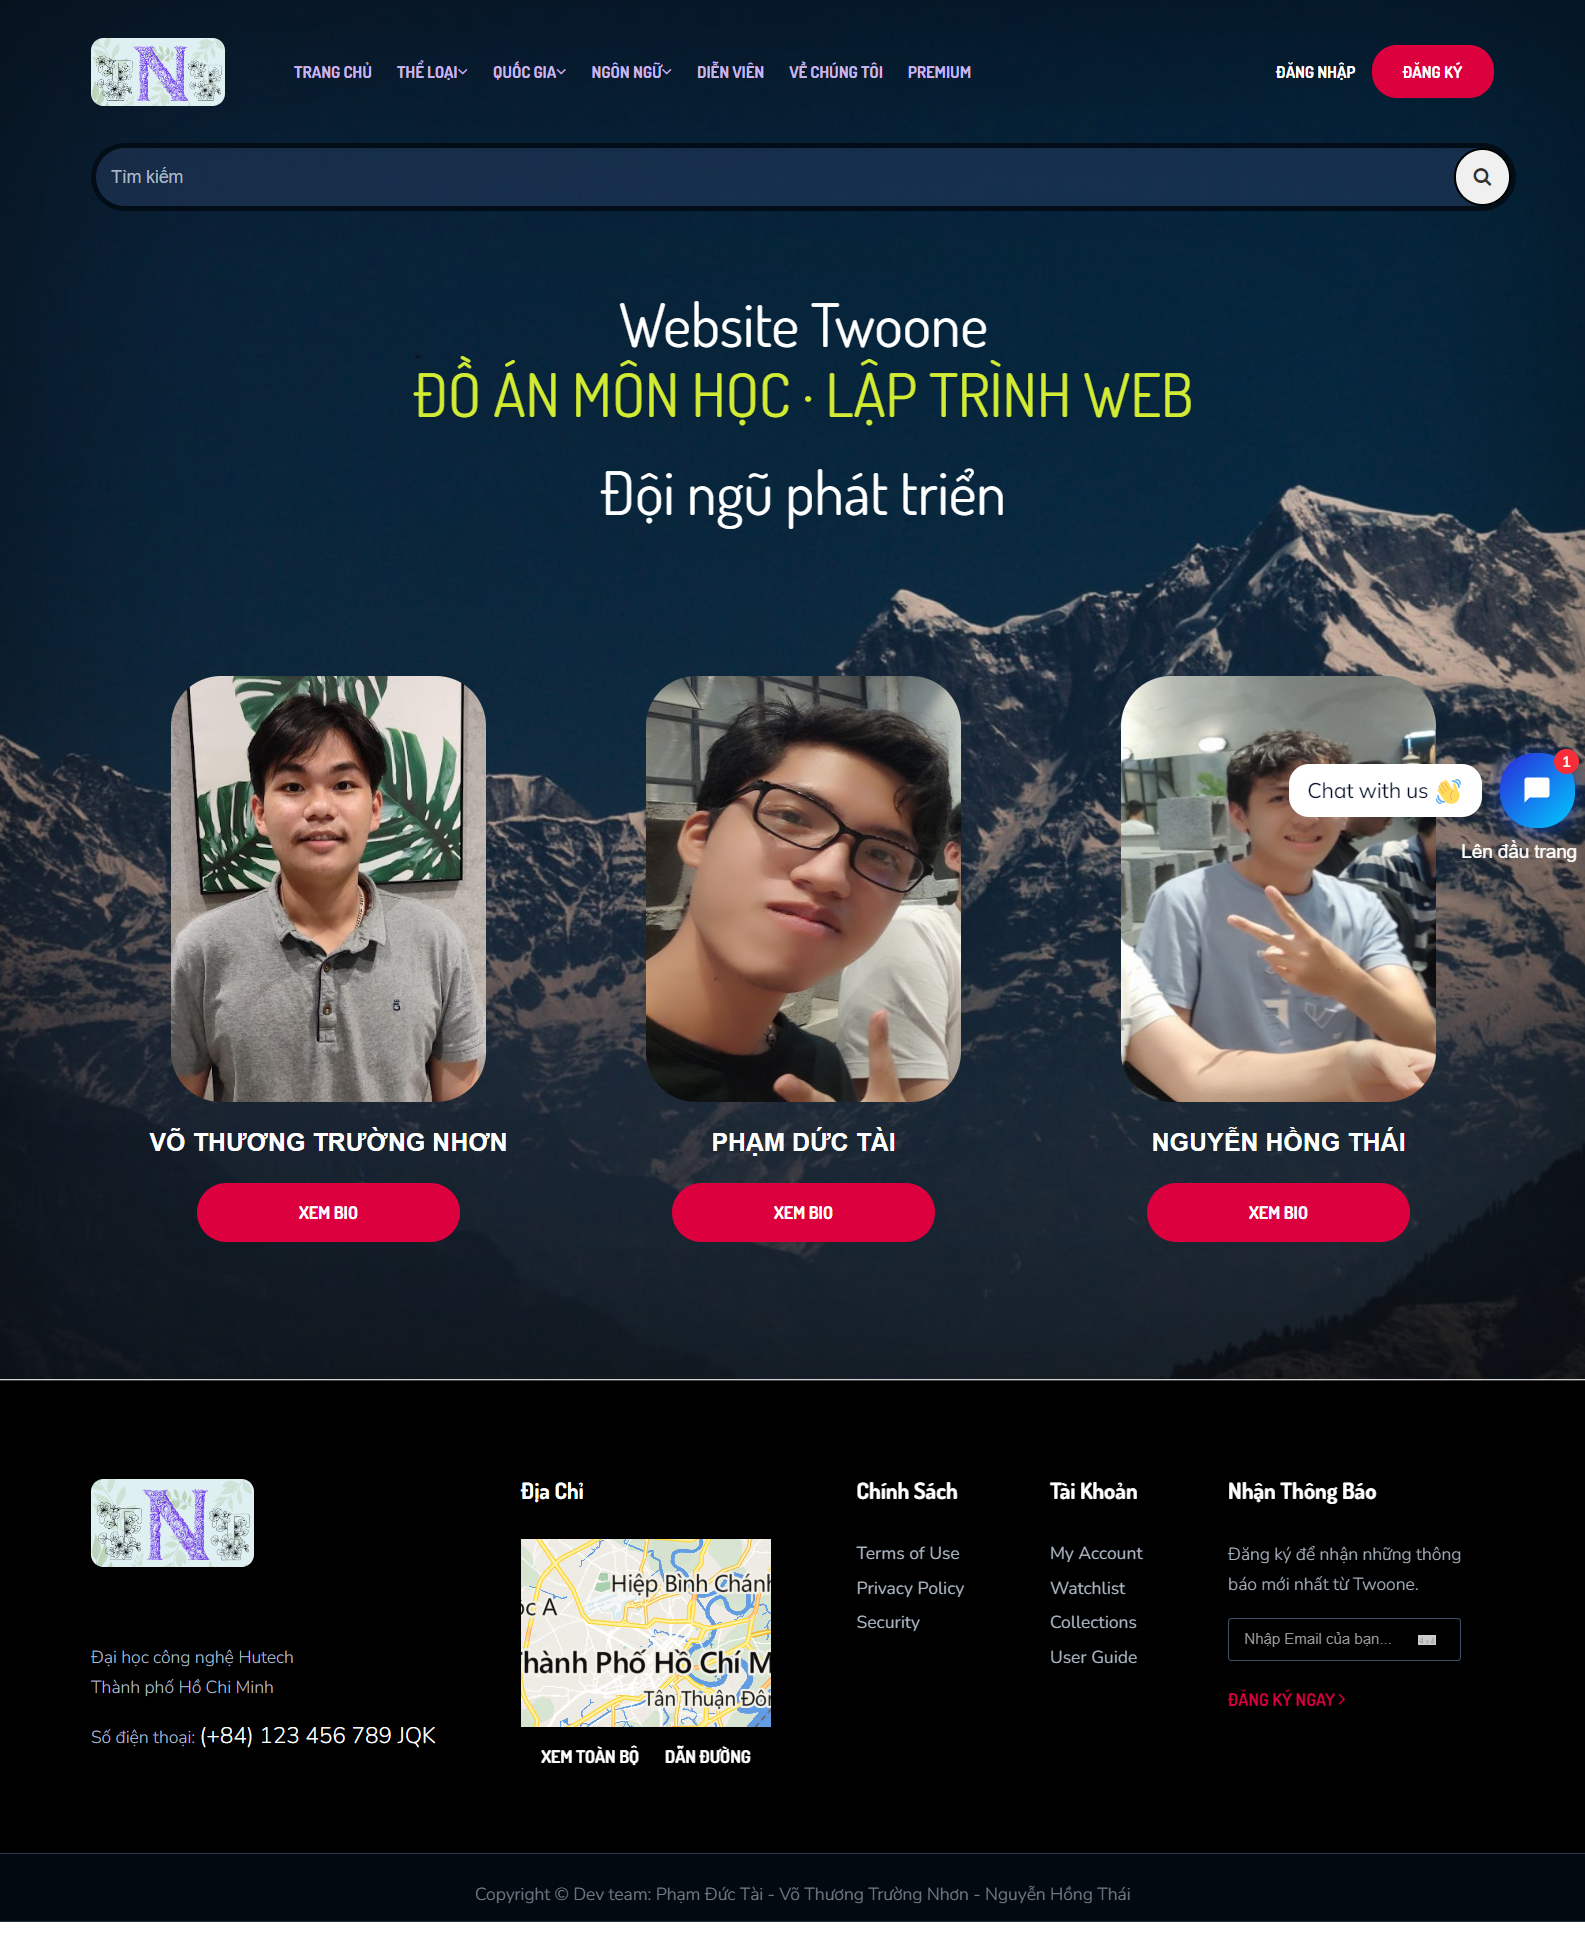 TNT
TRANG CHỦ THỂ LOẠI QUỐC GIA NGÔN NGỮ DIỄN VIÊN VỀ CHÚNG TÔI PREMIUM ĐĂNG NHẬP ĐĂNG KÝ
Tìm kiếm
Website Twoone
ĐỒ ÁN MÔN HỌC · LẬP TRÌNH WEB
Đội ngũ phát triển
Chat with us 👋
1
Lên đầu trang
VÕ THƯƠNG TRƯỜNG NHƠN
PHẠM DỨC TÀI
NGUYỄN HỒNG THÁI
XEM BIO
XEM BIO
XEM BIO
TNT
Đại học công nghệ Hutech
Thành phố Hồ Chí Minh
Số điện thoại: (+84) 123 456 789 JQK
Địa Chỉ
Hiệp Bình Chánh
ọc A
Thành Phố Hồ Chí M
Tân Thuận Đôn
XEM TOÀN BỘ DẪN ĐƯỜNG
Chính Sách
Terms of Use
Privacy Policy
Security
Tài Khoản
My Account
Watchlist
Collections
User Guide
Nhận Thông Báo
Đăng ký để nhận những thông
báo mới nhất từ Twoone.
Nhập Email của bạn...
ĐĂNG KÝ NGAY
Copyright © Dev team: Phạm Đức Tài - Võ Thương Trường Nhơn - Nguyễn Hồng Thái